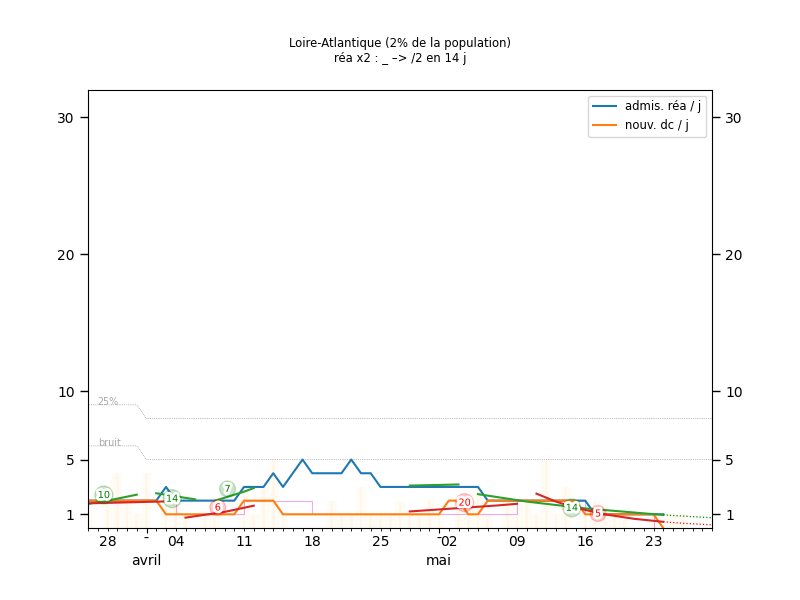 Loire-Atlantique (2% de la population)
réa x2 : _ –> /2 en 14 j
admis. réa / j
nouv. dc / j
30 30
20 20
10 10
25%
bruit
5 5
10 14 7 6 20 14 5
1 1
28 04 11 18 25 02 09 16 23
avril mai